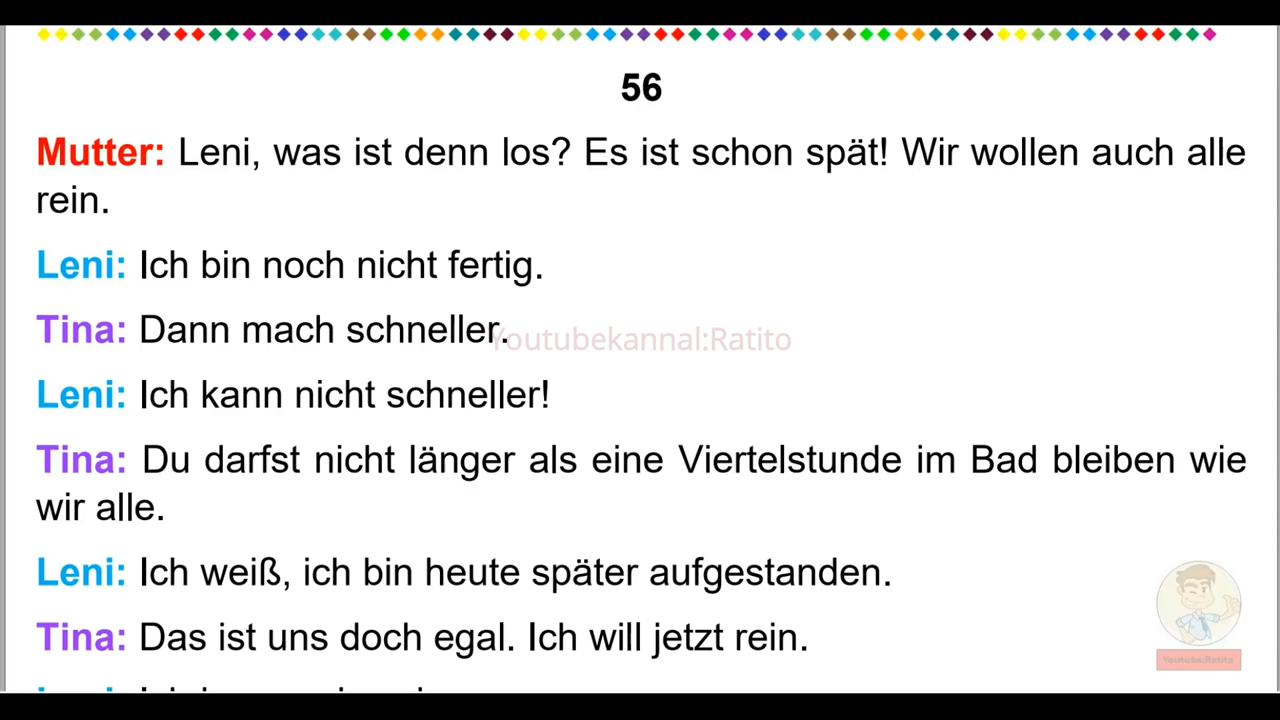 56
Mutter: Leni, was ist denn los? Es ist schon spät! Wir wollen auch alle
rein.
Leni: Ich bin noch nicht fertig.
Tina: Dann mach schneller.
Youtubekannal:Ratito
Leni: Ich kann nicht schneller!
Tina: Du darfst nicht länger als eine Viertelstunde im Bad bleiben wie
wir alle.
Leni: Ich weiß, ich bin heute später aufgestanden.
Tina: Das ist uns doch egal. Ich will jetzt rein.
Youtube:Ratito